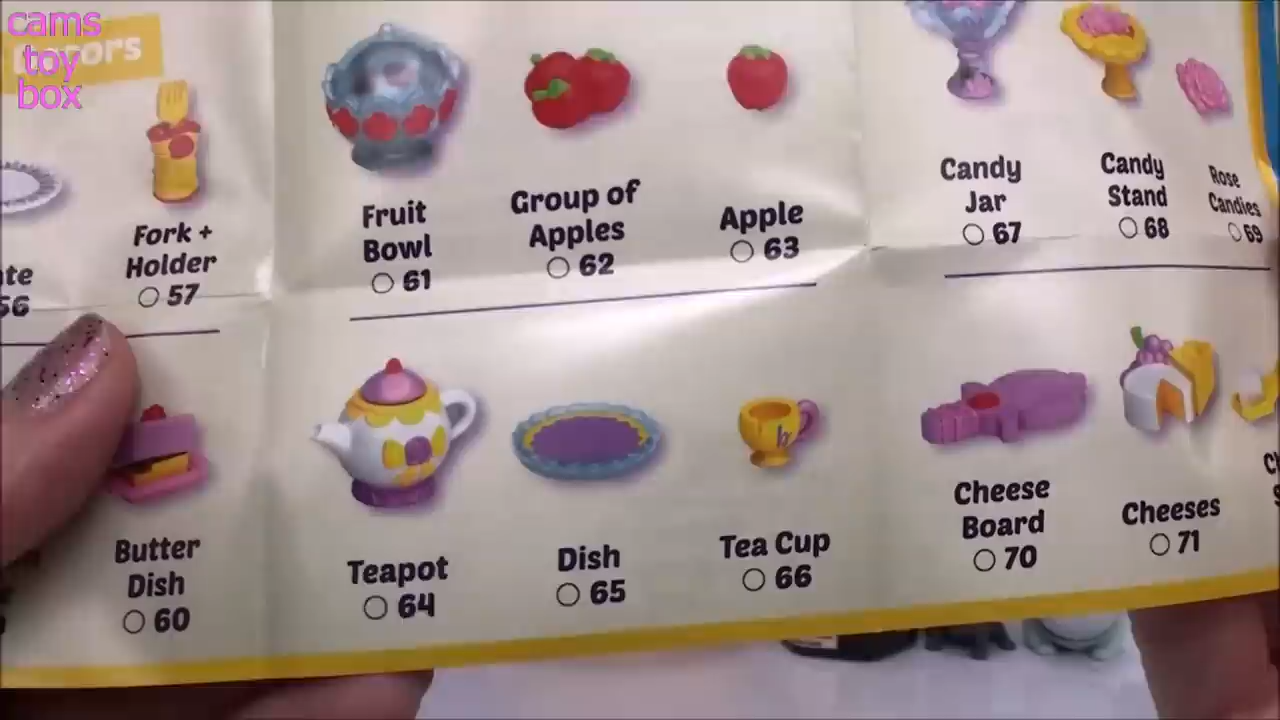 cams
toy
box
Fork +
Holder
57
56
Fruit
Bowl
61
Group of
Apples
62
Apple
63
Candy
Jar
67
Candy
Stand
68
Rose
Candies
69
Butter
Dish
60
Teapot
64
Dish
65
Tea Cup
b
66
Cheese
Board
70
Cheeses
71